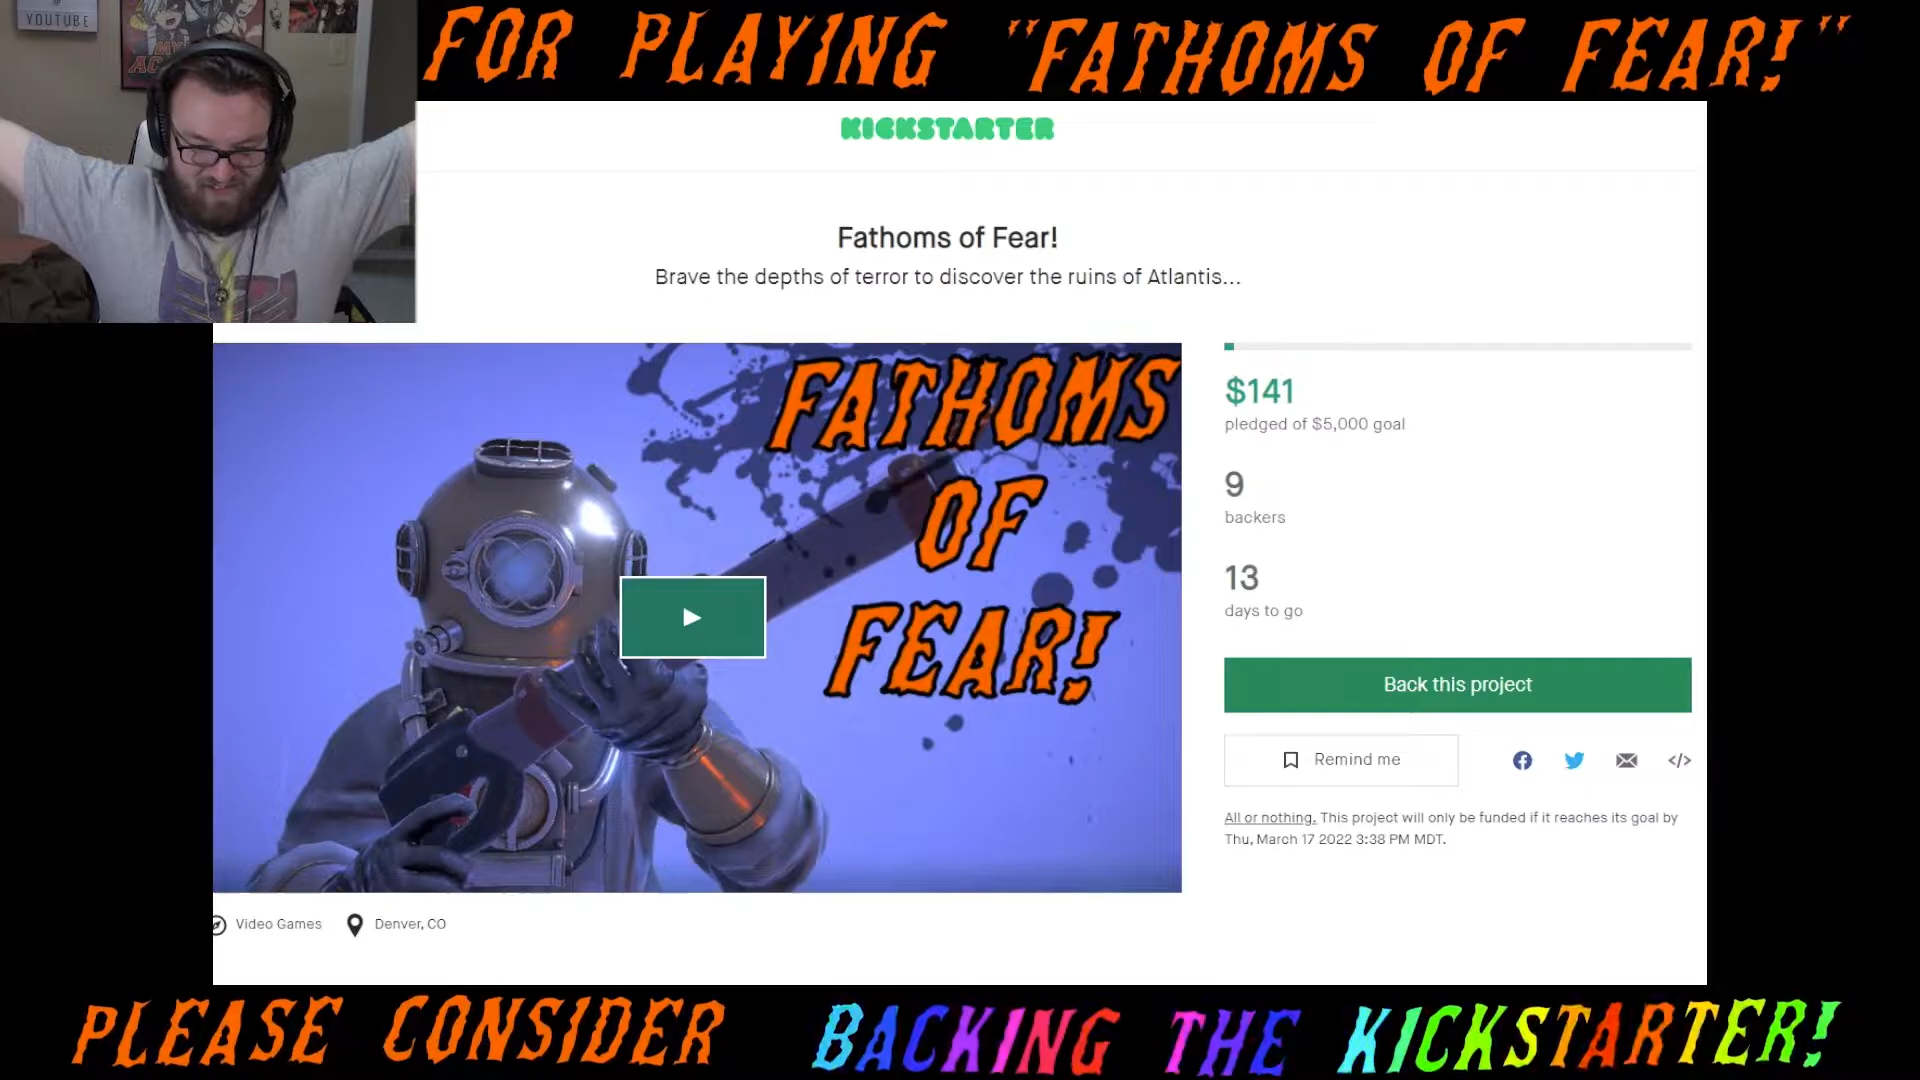 @
YOUTUBE
MY
AC
FOR PLAYING "FATHOMS OF FEAR!"
KICKSTARTER
Fathoms of Fear!
Brave the depths of terror to discover the ruins of Atlantis...
FATHOMS
OF
FEAR!
$141
pledged of $5,000 goal
9
backers
13
days to go
Back this project
Remind me
</>
All or nothing. This project will only be funded if it reaches its goal by
Thu, March 17 2022 3:38 PM MDT.
Video Games
Denver, CO
PLEASE CONSIDER BACKING THE KICKSTARTER!